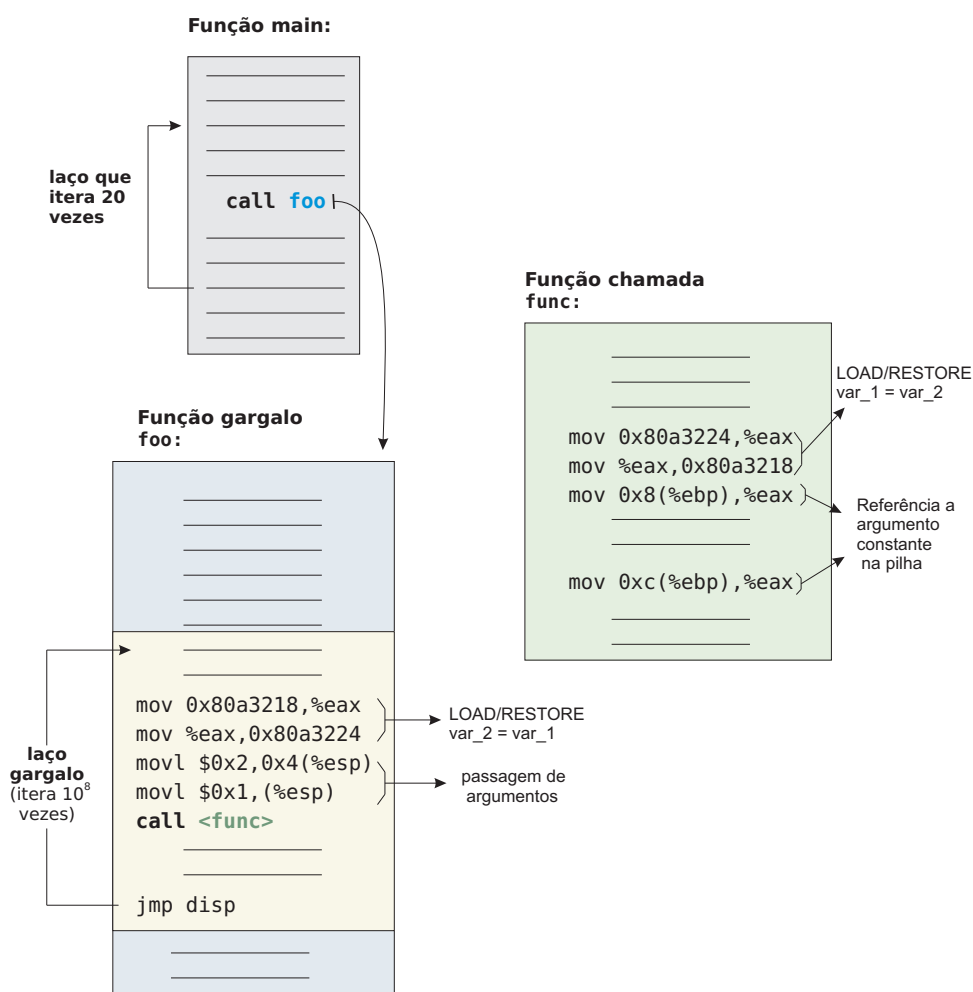 Função main:
laço que
itera 20
vezes
call foo
Função chamada
func:
LOAD/RESTORE
var_1 = var_2
mov 0x80a3224,%eax
mov %eax,0x80a3218
mov 0x8(%ebp),%eax
Referência a
argumento
constante
na pilha
mov 0xc(%ebp),%eax
Função gargalo
foo:
mov 0x80a3218,%eax
mov %eax,0x80a3224
LOAD/RESTORE
var_2 = var_1
movl $0x2,0x4(%esp)
movl $0x1,(%esp)
passagem de
argumentos
call <func>
laço
gargalo
(itera 10⁸
vezes)
jmp disp